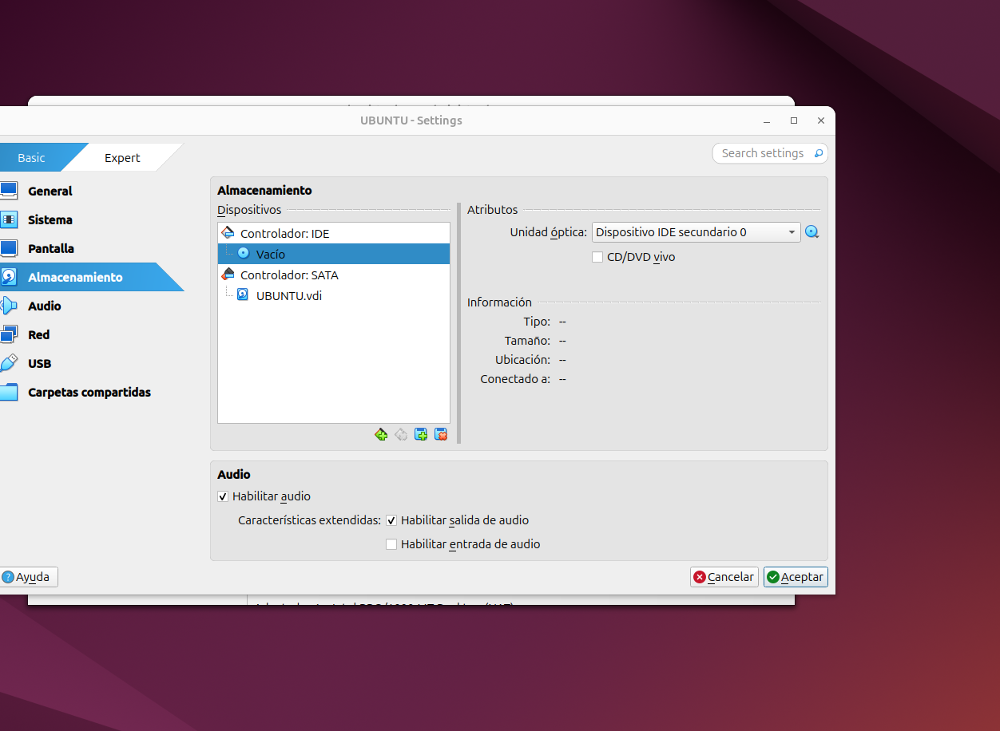 UBUNTU - Settings
Basic
Expert
Search settings
General
Sistema
Pantalla
Almacenamiento
Audio
Red
USB
Carpetas compartidas
Almacenamiento
Dispositivos
Controlador: IDE
Vacío
Controlador: SATA
UBUNTU.vdi
Atributos
Unidad óptica: Dispositivo IDE secundario 0
CD/DVD vivo
Información
Tipo: --
Tamaño: --
Ubicación: --
Conectado a: --
Audio
Habilitar audio
Características extendidas: Habilitar salida de audio
Habilitar entrada de audio
Ayuda
Cancelar
Aceptar